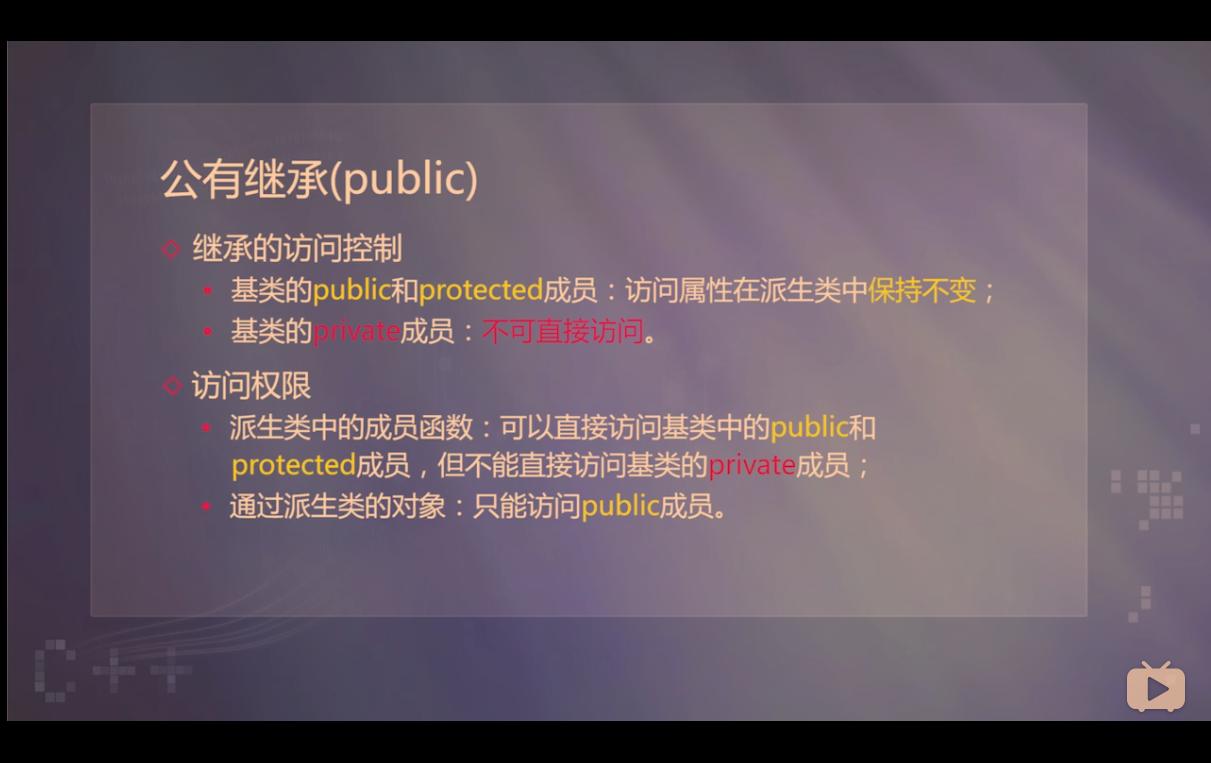 公有继承(public)
继承的访问控制
基类的public和protected成员：访问属性在派生类中保持不变；
基类的private成员：不可直接访问。
访问权限
派生类中的成员函数：可以直接访问基类中的public和
protected成员，但不能直接访问基类的private成员；
通过派生类的对象：只能访问public成员。
C++